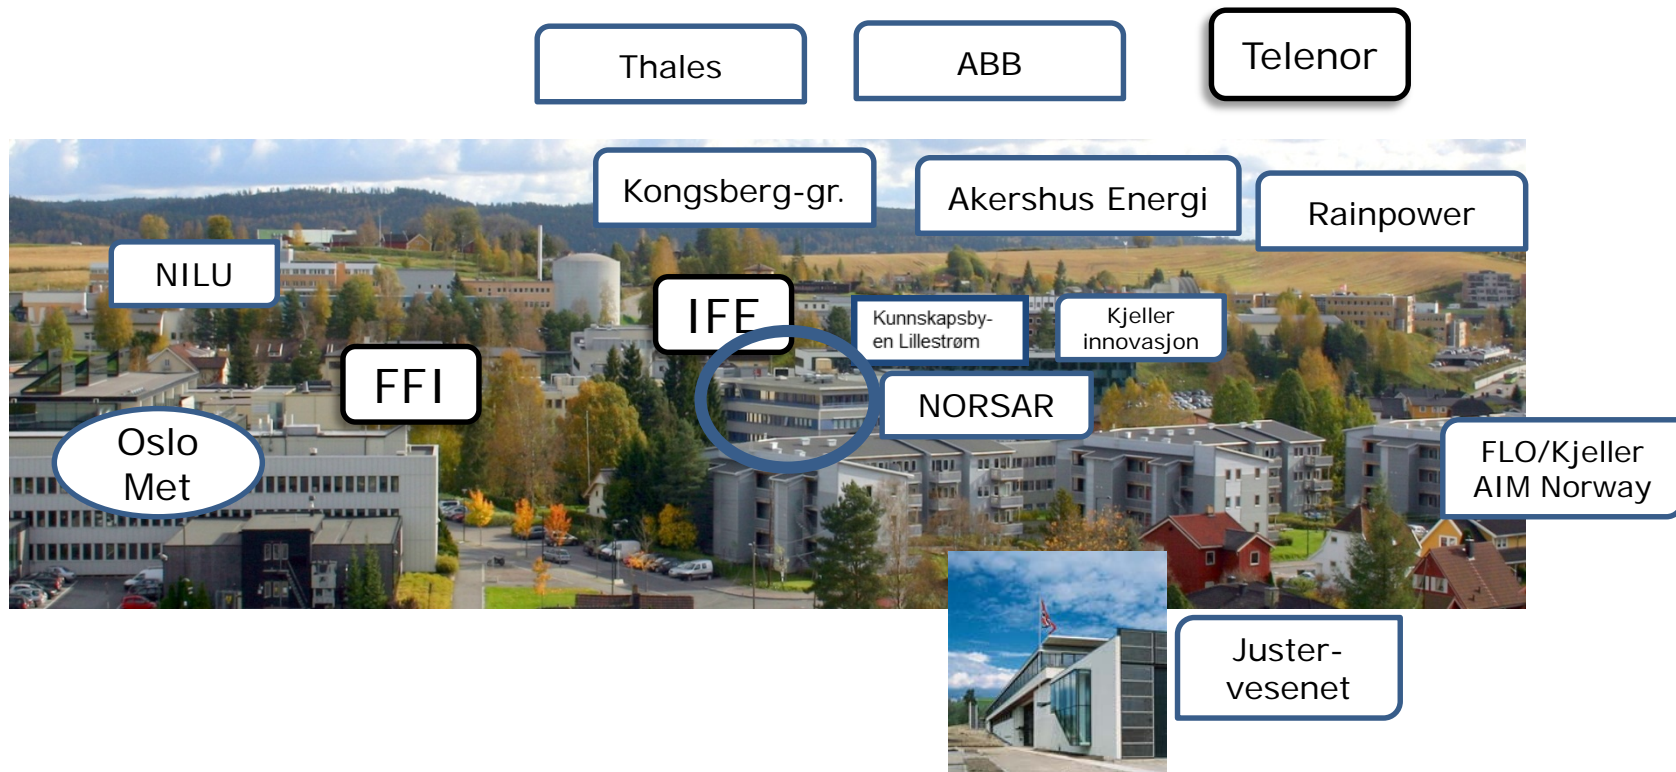 Thales
ABB
Telenor
Kongsberg-gr.
Akershus Energi
Rainpower
NILU
IFE
Kunnskapsby-
en Lillestrøm
Kjeller
innovasjon
FFI
NORSAR
Oslo
Met
FLO/Kjeller
AIM Norway
Juster-
vesenet